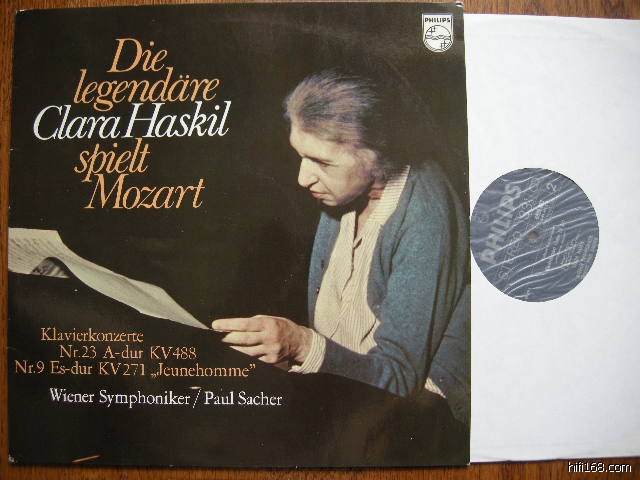 PHILIPS
Die
legendäre
Clara Haskil
spielt
Mozart
Klavierkonzerte
Nr.23 A-dur KV488
Nr.9 Es-dur KV271 „Jeunehomme”
Wiener Symphoniker/Paul Sacher
PHILIPS
2
hifi168.com